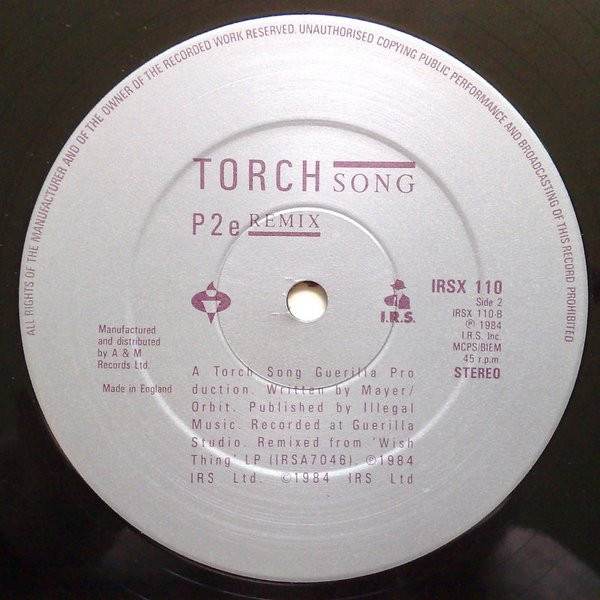 ALL RIGHTS OF THE MANUFACTURER AND OF THE OWNER OF THE RECORDED WORK RESERVED. UNAUTHORISED COPYING PUBLIC PERFORMANCE AND BROADCASTING OF THIS RECORD PROHIBITED
TORCH SONG
P2e REMIX
I.R.S.
IRSX 110
Side 2
IRSX 110-B
℗ 1984
I.R.S. Inc.
MCPS/BIEM
45 r.p.m.
STEREO
Manufactured
and distributed
by A & M
Records Ltd.
Made in England
A Torch Song Guerilla Pro
duction. Written by Mayer/
Orbit. Published by Illegal
Music. Recorded at Guerilla
Studio. Remixed from 'Wish
Thing' LP (IRSA7046). ℗1984
IRS Ltd. ©1984 IRS Ltd